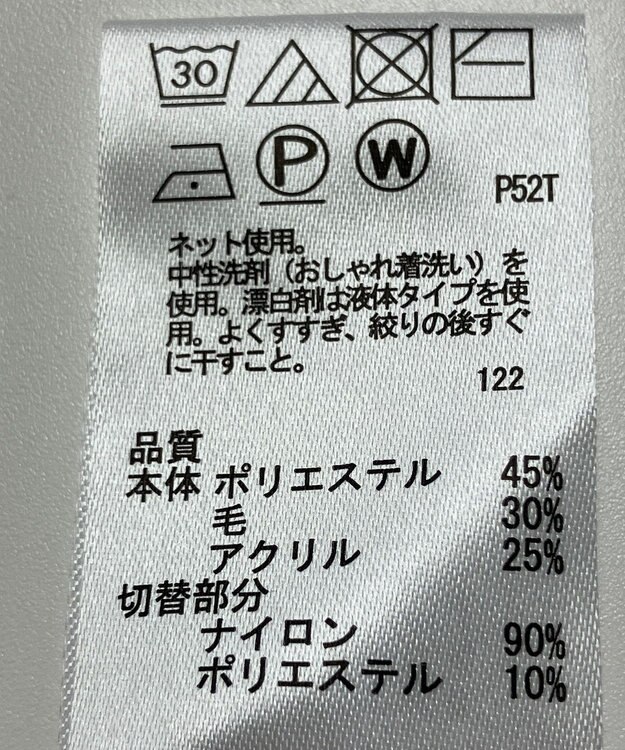 30
P W
P52T
ネット使用。
中性洗剤（おしゃれ着洗い）を
使用。漂白剤は液体タイプを使
用。よくすすぎ、絞りの後すぐ
に干すこと。
122
品質
本体 ポリエステル 45%
毛 30%
アクリル 25%
切替部分
ナイロン 90%
ポリエステル 10%